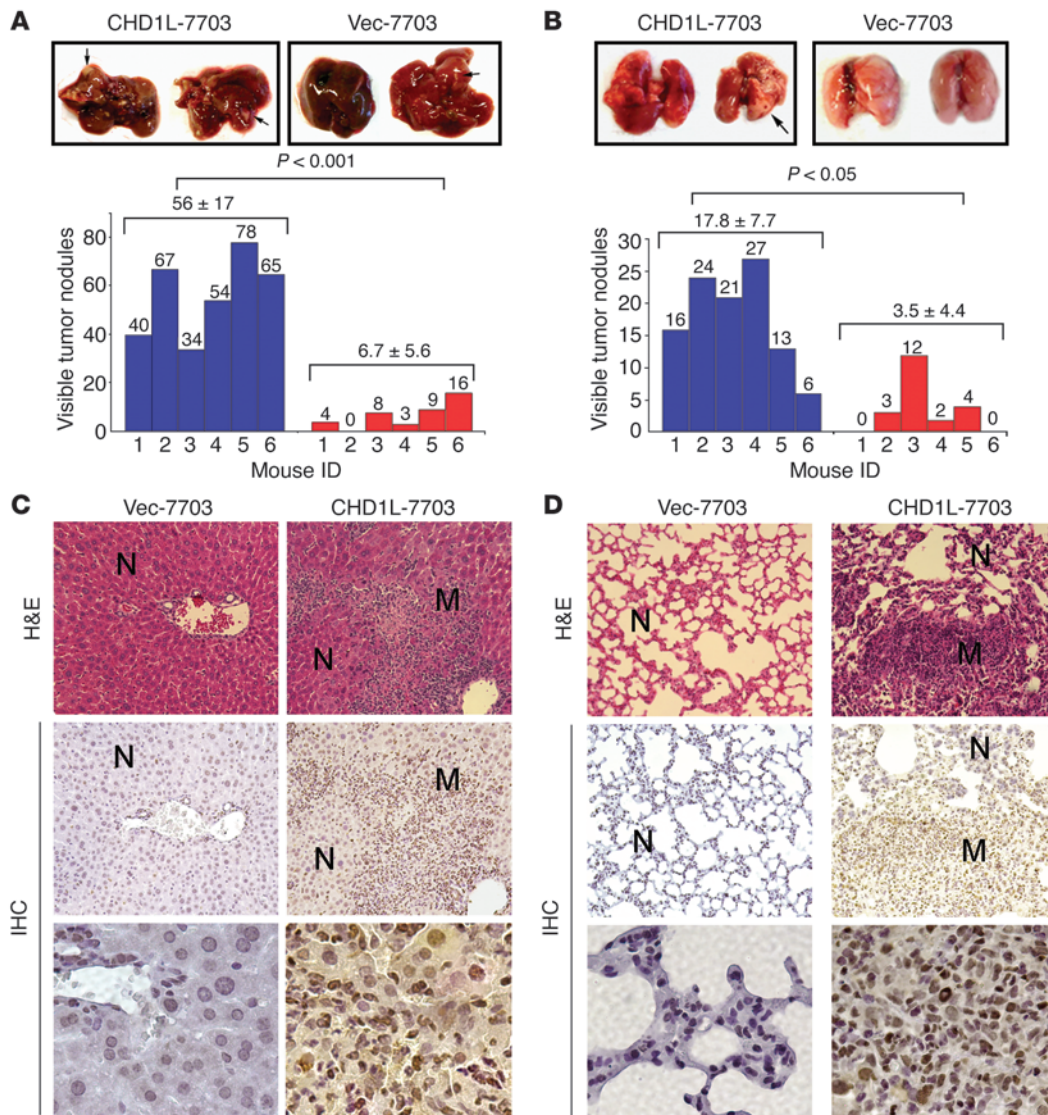 A
CHD1L-7703 Vec-7703
P < 0.001
56 ± 17
Visible tumor nodules
80
60
40
20
0
40 67 34 54 78 65
6.7 ± 5.6
4 0 8 3 9 16
1 2 3 4 5 6 1 2 3 4 5 6
Mouse ID
B
CHD1L-7703 Vec-7703
P < 0.05
17.8 ± 7.7
Visible tumor nodules
30
25
20
15
10
5
0
16 24 21 27 13 6
3.5 ± 4.4
0 3 12 2 4 0
1 2 3 4 5 6 1 2 3 4 5 6
Mouse ID
C
Vec-7703 CHD1L-7703
H&E
N
M
N
IHC
N
M
N
D
Vec-7703 CHD1L-7703
H&E
N
N
M
IHC
N
N
M